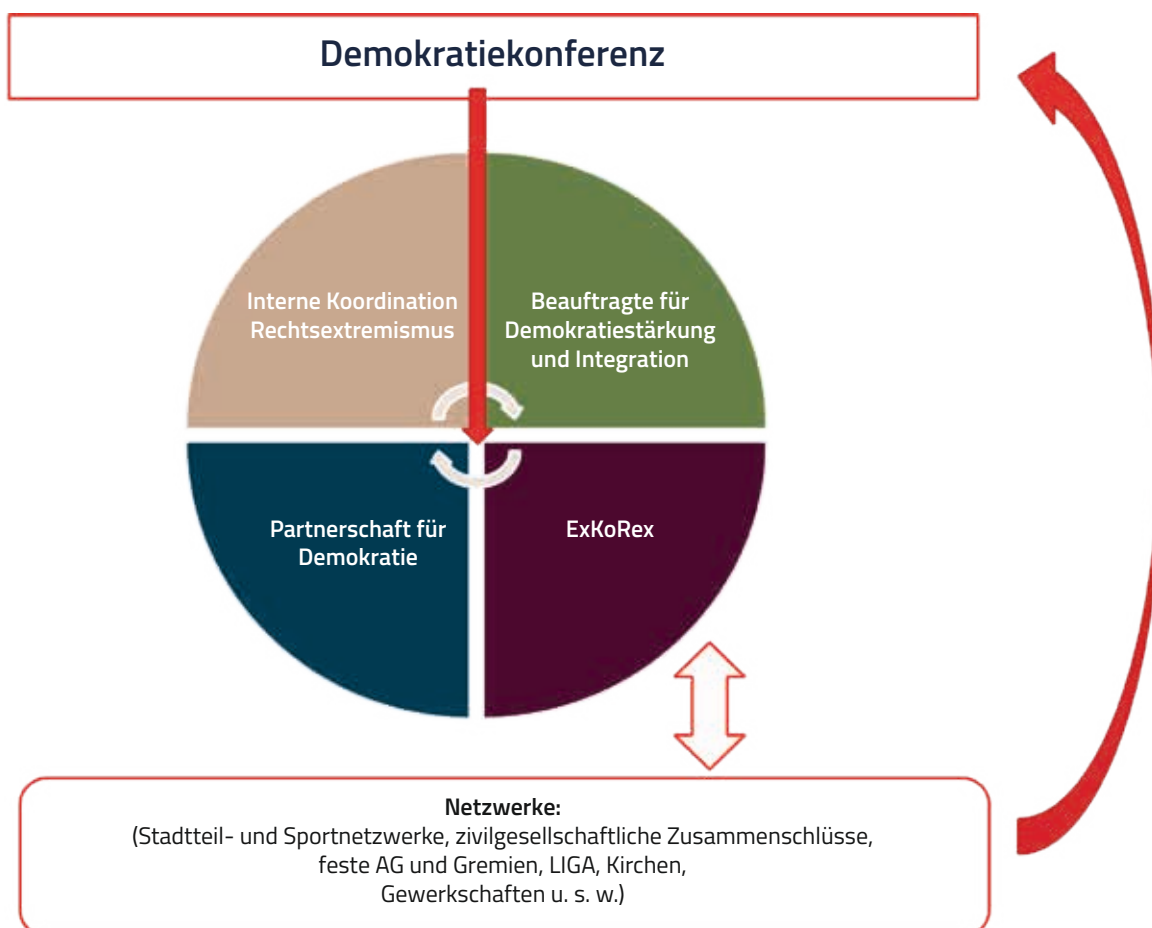 Demokratiekonferenz
Interne Koordination
Rechtsextremismus
Beauftragte für
Demokratiestärkung
und Integration
Partnerschaft für
Demokratie
ExKoRex
Netzwerke:
(Stadtteil- und Sportnetzwerke, zivilgesellschaftliche Zusammenschlüsse,
feste AG und Gremien, LIGA, Kirchen,
Gewerkschaften u. s. w.)